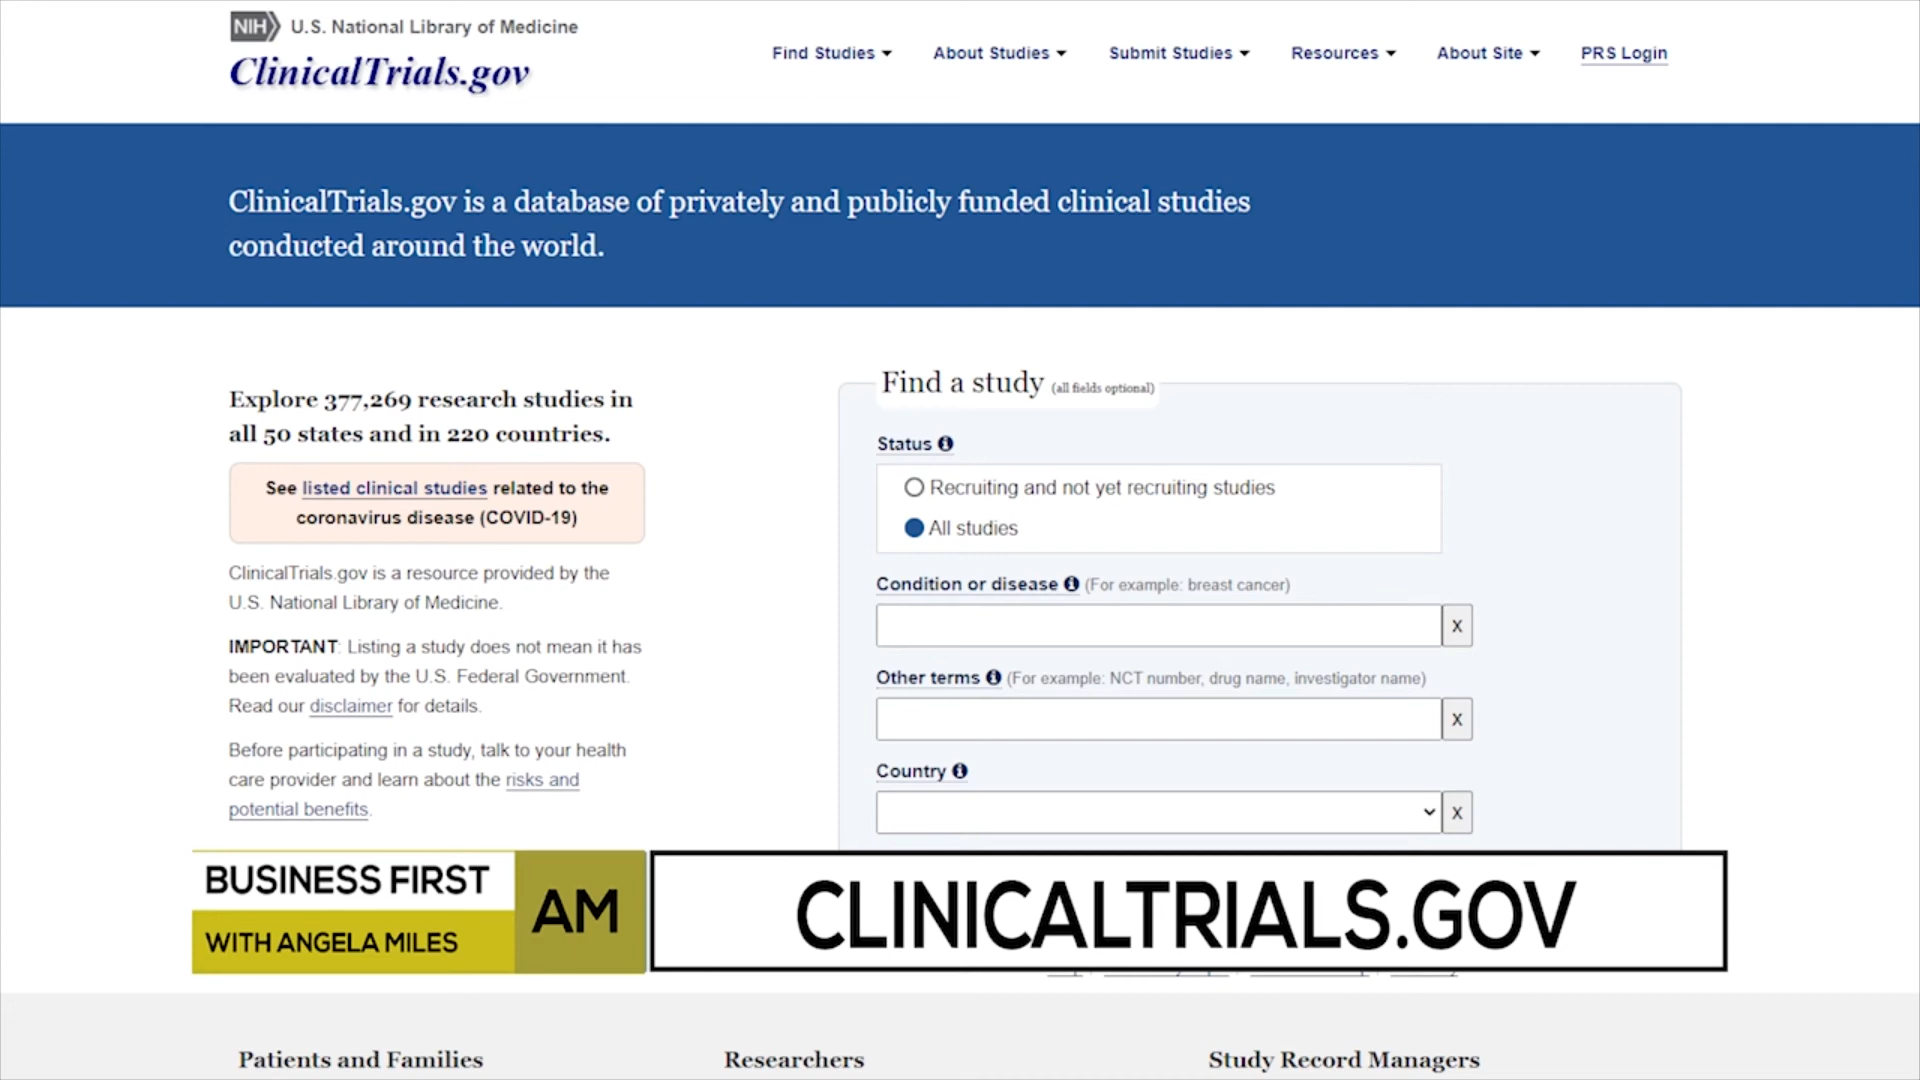 NIH U.S. National Library of Medicine
ClinicalTrials.gov
Find Studies About Studies Submit Studies Resources About Site PRS Login
ClinicalTrials.gov is a database of privately and publicly funded clinical studies
conducted around the world.
Explore 377,269 research studies in
all 50 states and in 220 countries.
See listed clinical studies related to the
coronavirus disease (COVID-19)
ClinicalTrials.gov is a resource provided by the
U.S. National Library of Medicine.
IMPORTANT: Listing a study does not mean it has
been evaluated by the U.S. Federal Government.
Read our disclaimer for details.
Before participating in a study, talk to your health
care provider and learn about the risks and
potential benefits.
Find a study (all fields optional)
Status
Recruiting and not yet recruiting studies
All studies
Condition or disease (For example: breast cancer)
X
Other terms (For example: NCT number, drug name, investigator name)
X
Country
X
BUSINESS FIRST
WITH ANGELA MILES
AM
CLINICALTRIALS.GOV
Patients and Families Researchers Study Record Managers